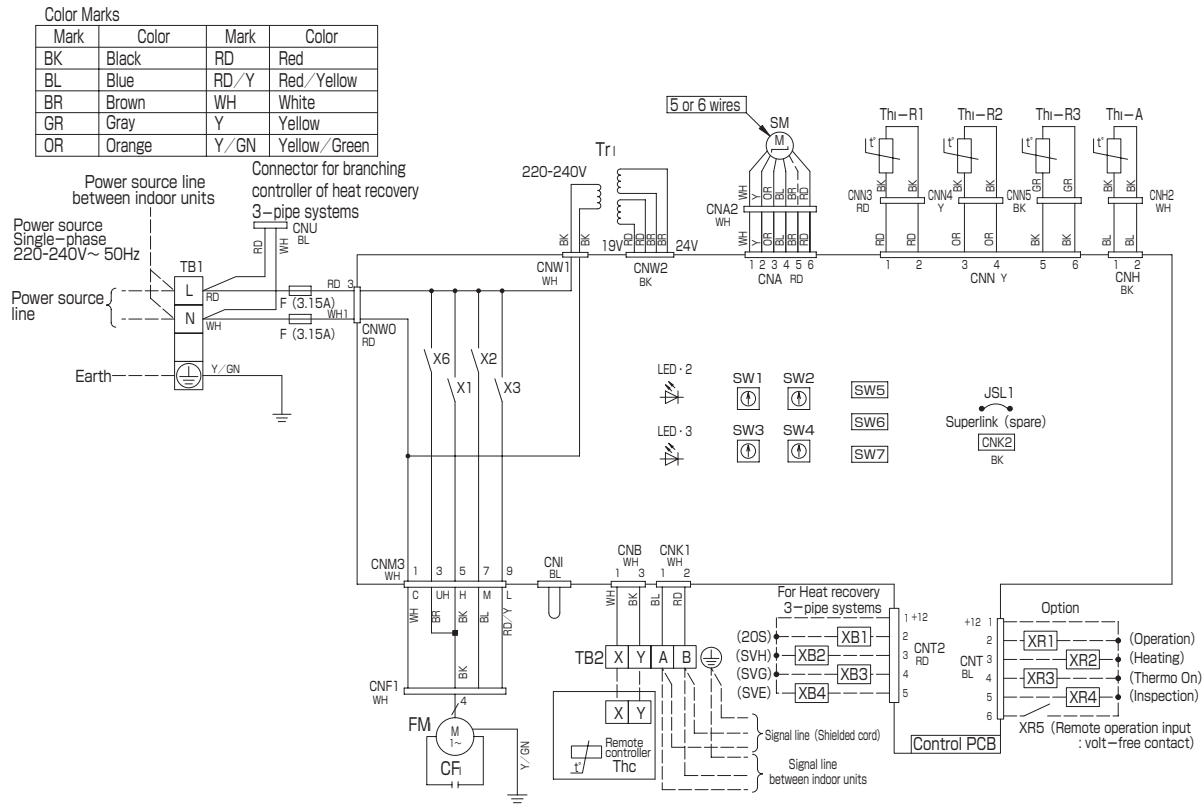 Color Marks
Mark Color Mark Color
BK Black RD Red
BL Blue RD/Y Red/Yellow
BR Brown WH White
GR Gray Y Yellow
OR Orange Y/GN Yellow/Green
Power source line
between indoor units
Connector for branching
controller of heat recovery
3-pipe systems
CNU
BL
RD
WH
Power source
Single-phase
220-240V~ 50Hz
TB1
Power source
line
L
RD
N
WH
Earth
Y/GN
F (3.15A)
RD 3
F (3.15A)
WH1
CNWO
RD
220-240V
Tr1
BK
BK
CNW1
WH
19V
RD
RD
BR
BR
24V
CNW2
BK
5 or 6 wires
SM
M
WH
Y
OR
BL
BR
RD
CNA2
WH
WH
Y
OR
BL
BR
RD
1 2 3 4 5 6
CNA RD
Thı-R1
Thı-R2
Thı-R3
Thı-A
t°
t°
t°
t°
BK
BK
BK
BK
GR
GR
BK
BK
CNN3
RD
CNN4
Y
CNN5
BK
CNH2
WH
RD
RD
OR
OR
BK
BK
BL
BL
1 2 3 4 5 6
CNN Y
1 2
CNH
BK
X6
X1
X2
X3
LED・2
LED・3
SW1
SW2
SW3
SW4
SW5
SW6
SW7
JSL1
Superlink (spare)
CNK2
BK
CNM3
WH
1 3 5 7 9
C UH H M L
WH
BR
BK
BL
RD/Y
BK
CNF1
WH
4
FM
M
1~
CFı
Y/GN
CNI
BL
CNB
WH
1 3
CNK1
WH
1 2
WH
BK
BL
RD
TB2
X Y A B
X Y
Remote
controller
Thc
t°
Signal line (Shielded cord)
Signal line
between indoor units
For Heat recovery
3-pipe systems
(20S)
XB1
(SVH)
XB2
(SVG)
XB3
(SVE)
XB4
1 +12
2
3
4
5
CNT2
RD
Option
+12 1
2
3
4
5
6
CNT
BL
XR1
(Operation)
XR2
(Heating)
XR3
(Thermo On)
XR4
(Inspection)
XR5 (Remote operation input
: volt-free contact)
Control PCB